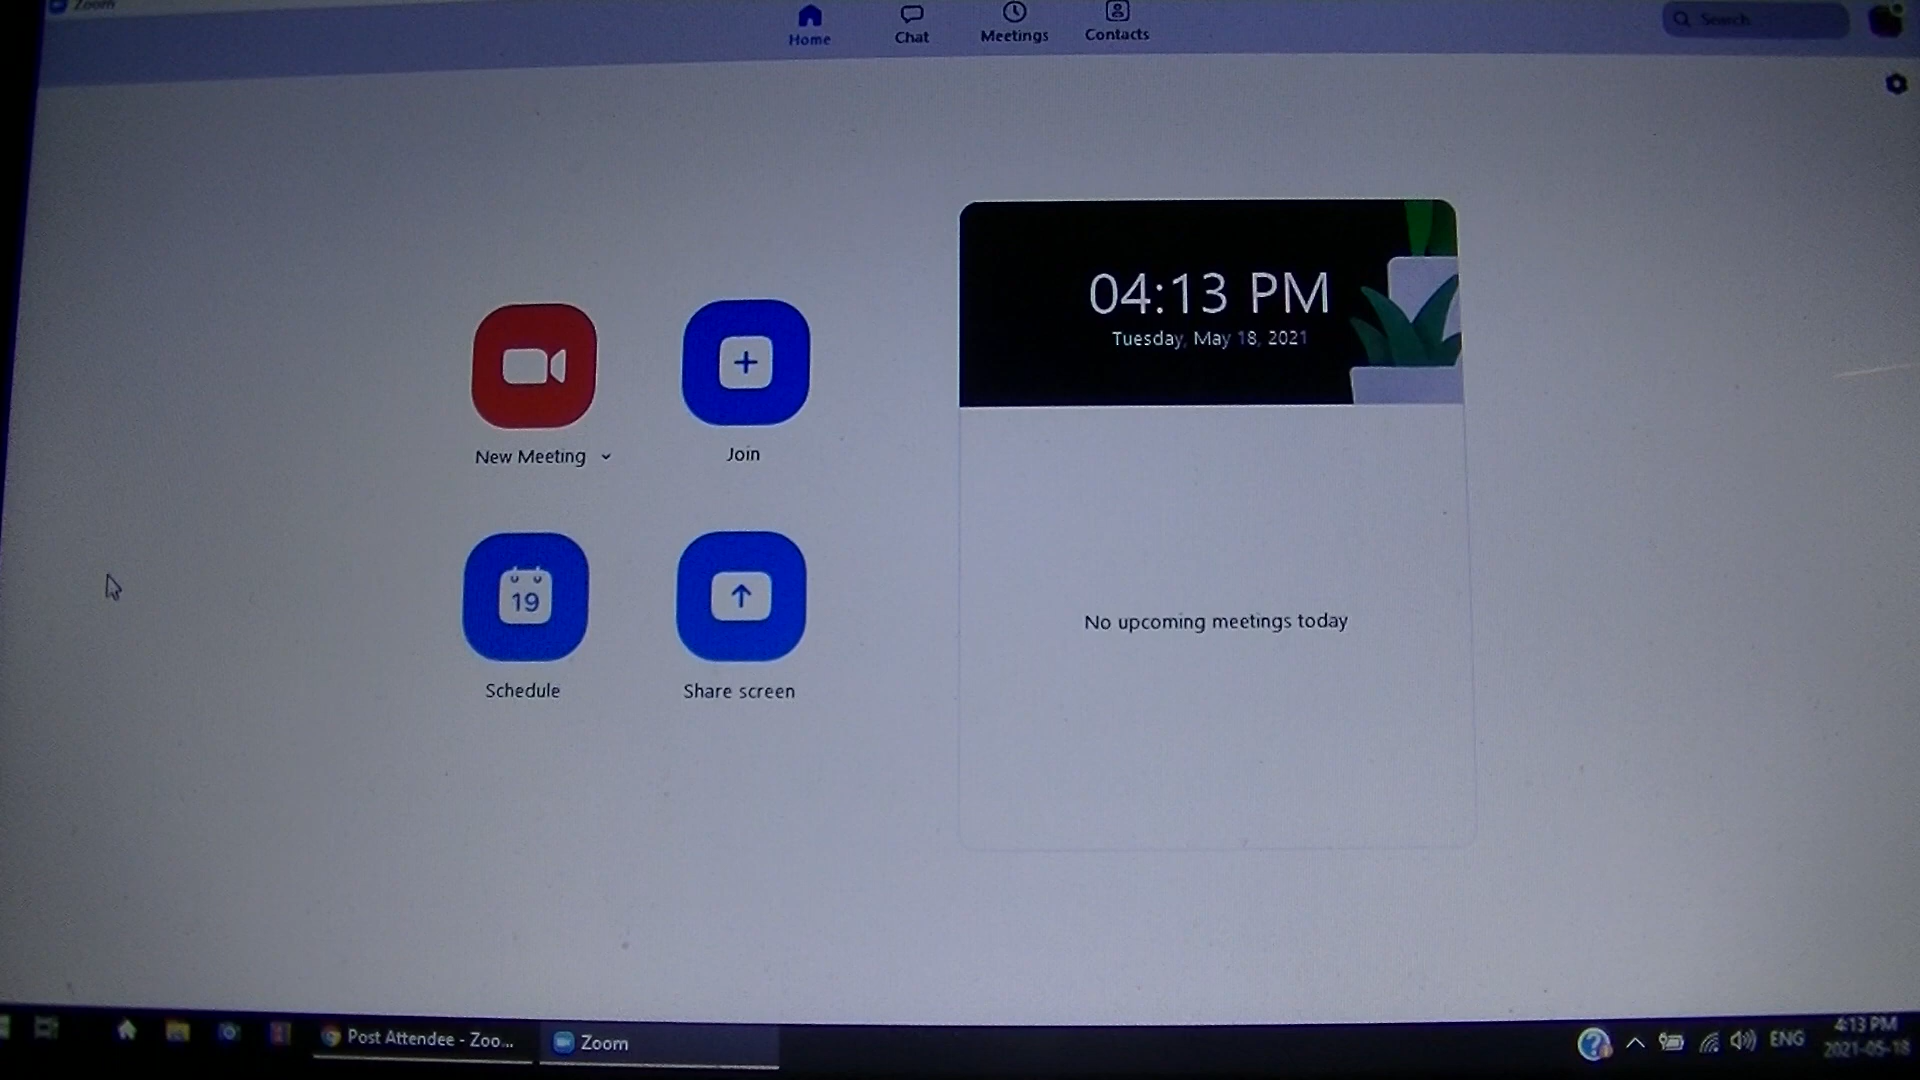 Zoom
Home
Chat
Meetings
Contacts
Search
04:13 PM
Tuesday, May 18, 2021
New Meeting
Join
19
Schedule
Share screen
No upcoming meetings today
Post Attendee - Zoo...
Zoom
ENG
4:13 PM
2021-05-18